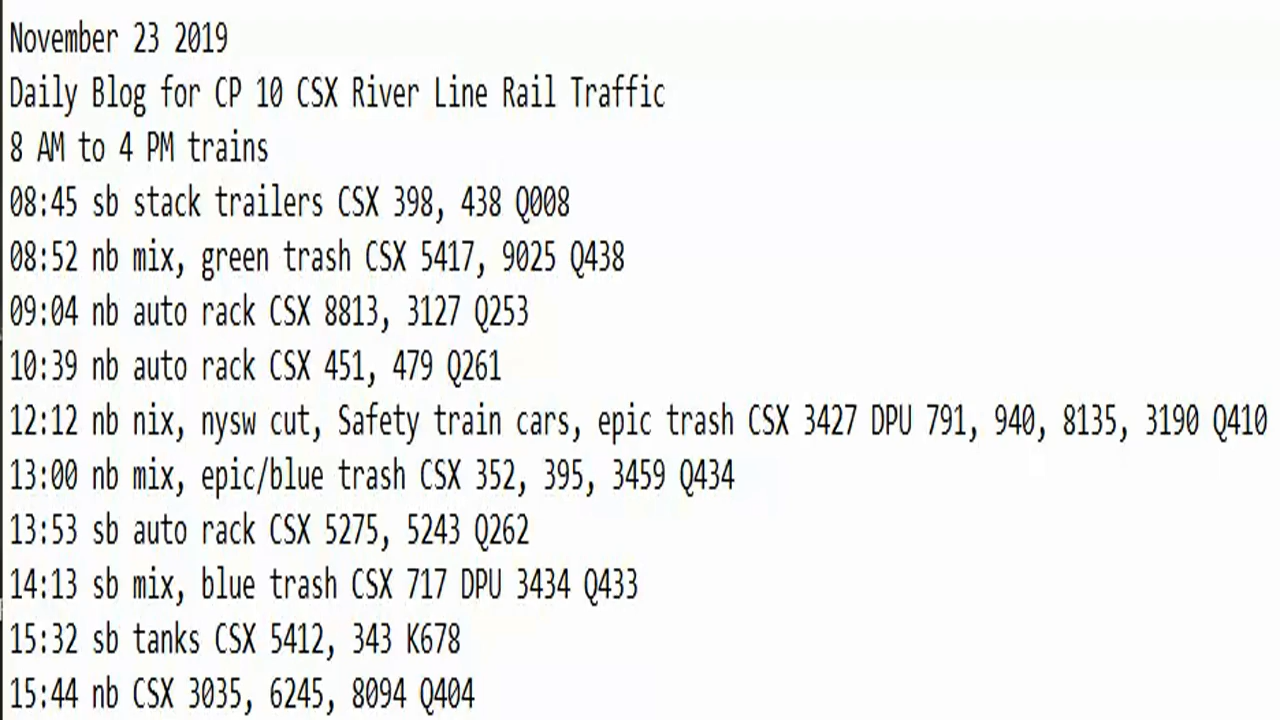 November 23 2019
Daily Blog for CP 10 CSX River Line Rail Traffic
8 AM to 4 PM trains
08:45 sb stack trailers CSX 398, 438 Q008
08:52 nb mix, green trash CSX 5417, 9025 Q438
09:04 nb auto rack CSX 8813, 3127 Q253
10:39 nb auto rack CSX 451, 479 Q261
12:12 nb nix, nysw cut, Safety train cars, epic trash CSX 3427 DPU 791, 940, 8135, 3190 Q410
13:00 nb mix, epic/blue trash CSX 352, 395, 3459 Q434
13:53 sb auto rack CSX 5275, 5243 Q262
14:13 sb mix, blue trash CSX 717 DPU 3434 Q433
15:32 sb tanks CSX 5412, 343 K678
15:44 nb CSX 3035, 6245, 8094 Q404